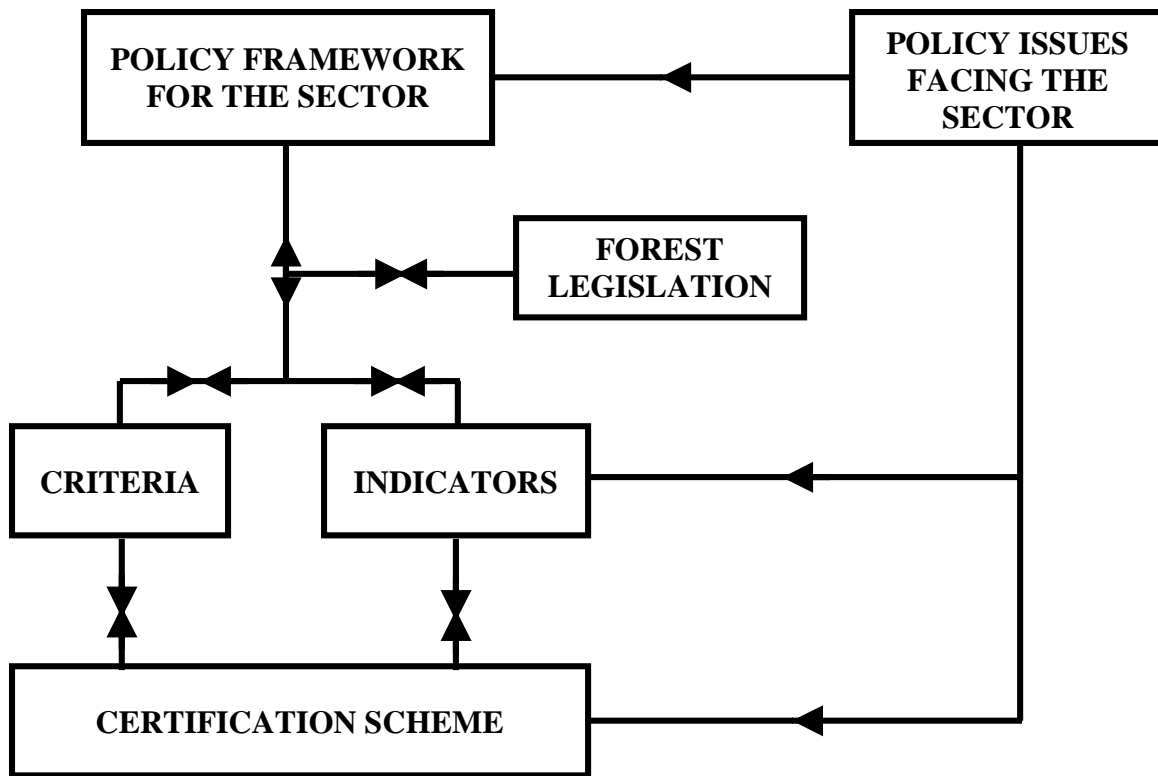 POLICY FRAMEWORK
FOR THE SECTOR
POLICY ISSUES
FACING THE
SECTOR
FOREST
LEGISLATION
CRITERIA
INDICATORS
CERTIFICATION SCHEME